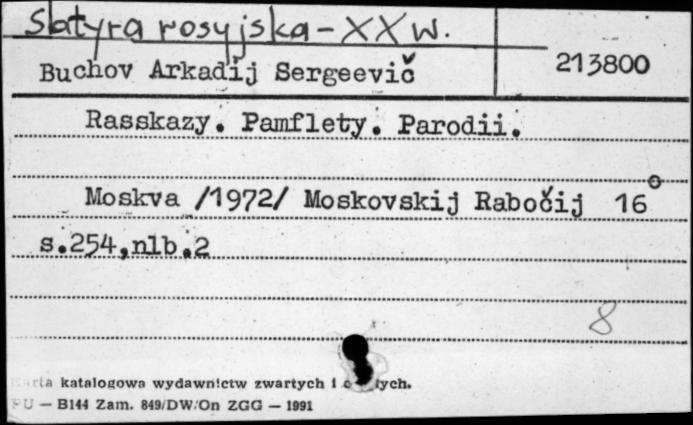 Satyra rosyjska - XX w.
Buchov Arkadij Sergeevič 213800
Rasskazy. Pamflety. Parodii.
Moskva /1972/ Moskovskij Rabočij 16°
s.254,nlb.2
8
katalogowa wydawnictw zwartych i
PU — B144 Zam. 849/DW/On ZGG — 1991